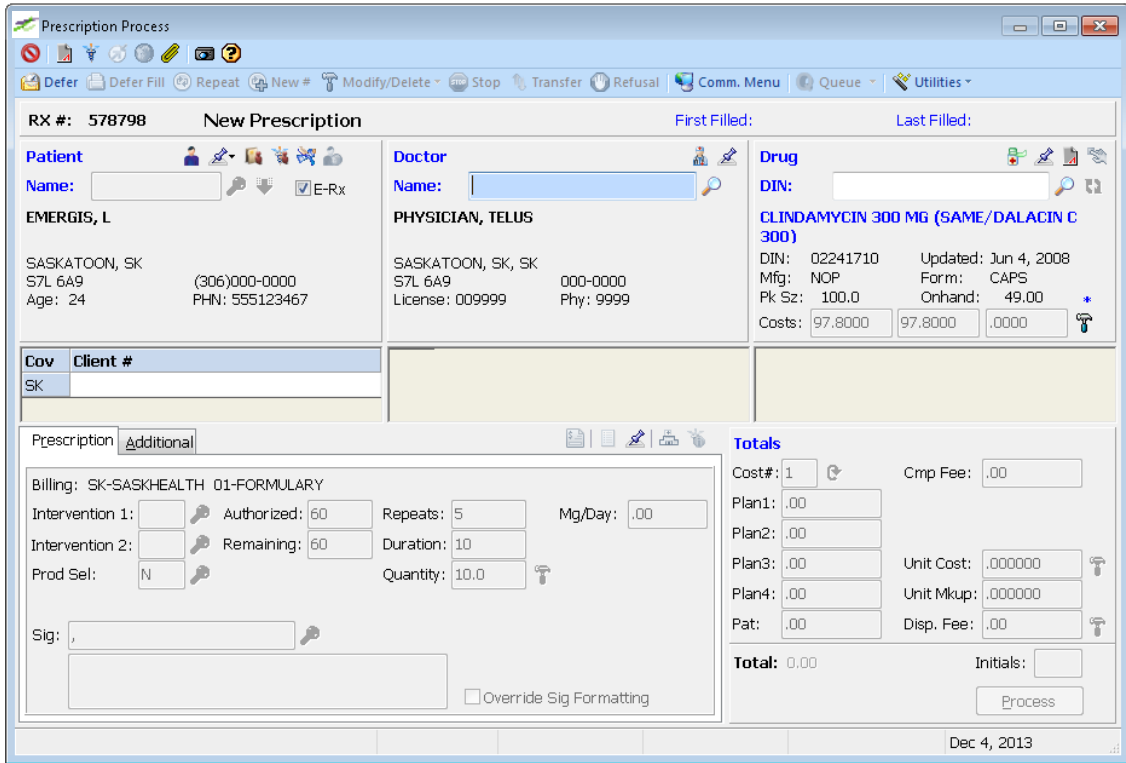 Prescription Process
Defer Defer Fill Repeat New # Modify/Delete Stop Transfer Refusal Comm. Menu Queue Utilities
RX #: 578798 New Prescription First Filled: Last Filled:
Patient
Name: E-Rx
EMERGIS, L
SASKATOON, SK
S7L 6A9 (306)000-0000
Age: 24 PHN: 555123467
Doctor
Name:
PHYSICIAN, TELUS
SASKATOON, SK, SK
S7L 6A9 000-0000
License: 009999 Phy: 9999
Drug
DIN:
CLINDAMYCIN 300 MG (SAME/DALACIN C
300)
DIN: 02241710 Updated: Jun 4, 2008
Mfg: NOP Form: CAPS
Pk Sz: 100.0 Onhand: 49.00 *
Costs: 97.8000 97.8000 .0000
Cov Client #
SK
Prescription Additional
Billing: SK-SASKHEALTH 01-FORMULARY
Intervention 1: Authorized: 60 Repeats: 5 Mg/Day: .00
Intervention 2: Remaining: 60 Duration: 10
Prod Sel: N Quantity: 10.0
Sig: ,
Override Sig Formatting
Totals
Cost#: 1 Cmp Fee: .00
Plan1: .00
Plan2: .00
Plan3: .00 Unit Cost: .000000
Plan4: .00 Unit Mkup: .000000
Pat: .00 Disp. Fee: .00
Total: 0.00 Initials:
Process
Dec 4, 2013